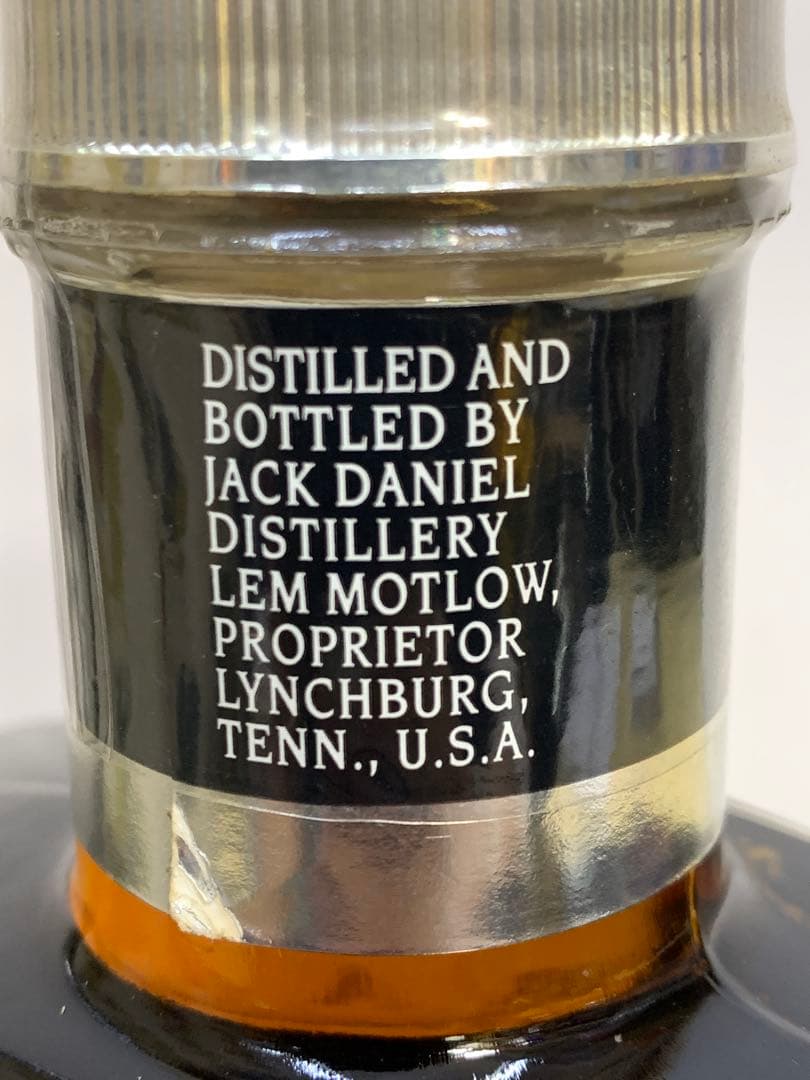 DISTILLED AND
BOTTLED BY
JACK DANIEL
DISTILLERY
LEM MOTLOW,
PROPRIETOR
LYNCHBURG,
TENN., U.S.A.